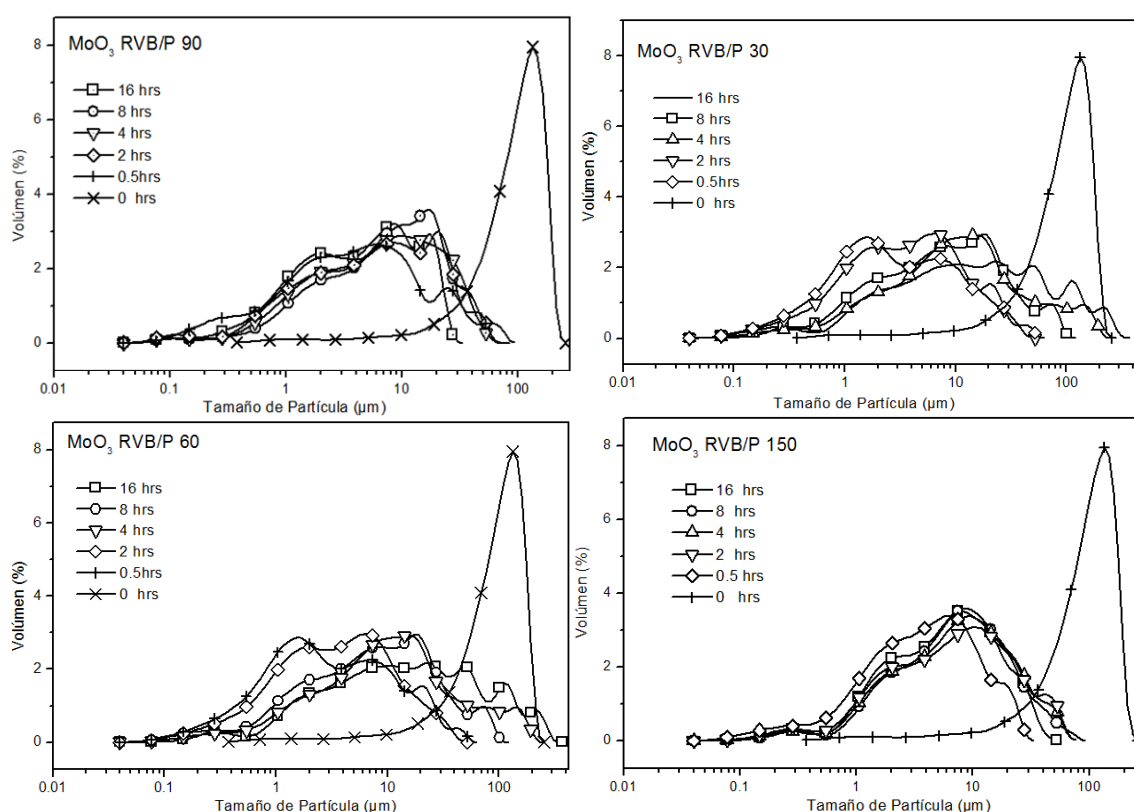 MoO3 RVB/P 90
16 hrs
8 hrs
4 hrs
2 hrs
0.5hrs
0 hrs
Volúmen (%)
8
6
4
2
0
0.01 0.1 1 10 100
Tamaño de Partícula (µm)
MoO3 RVB/P 30
16 hrs
8 hrs
4 hrs
2 hrs
0.5hrs
0 hrs
Volúmen (%)
8
6
4
2
0
0.01 0.1 1 10 100
Tamaño de Partícula (µm)
MoO3 RVB/P 60
16 hrs
8 hrs
4 hrs
2 hrs
0.5hrs
0 hrs
Volúmen (%)
8
6
4
2
0
0.01 0.1 1 10 100
Tamaño de Partícula (µm)
MoO3 RVB/P 150
16 hrs
8 hrs
4 hrs
2 hrs
0.5 hrs
0 hrs
Volúmen (%)
8
6
4
2
0
0.01 0.1 1 10 100
Tamaño de Partícula (µm)